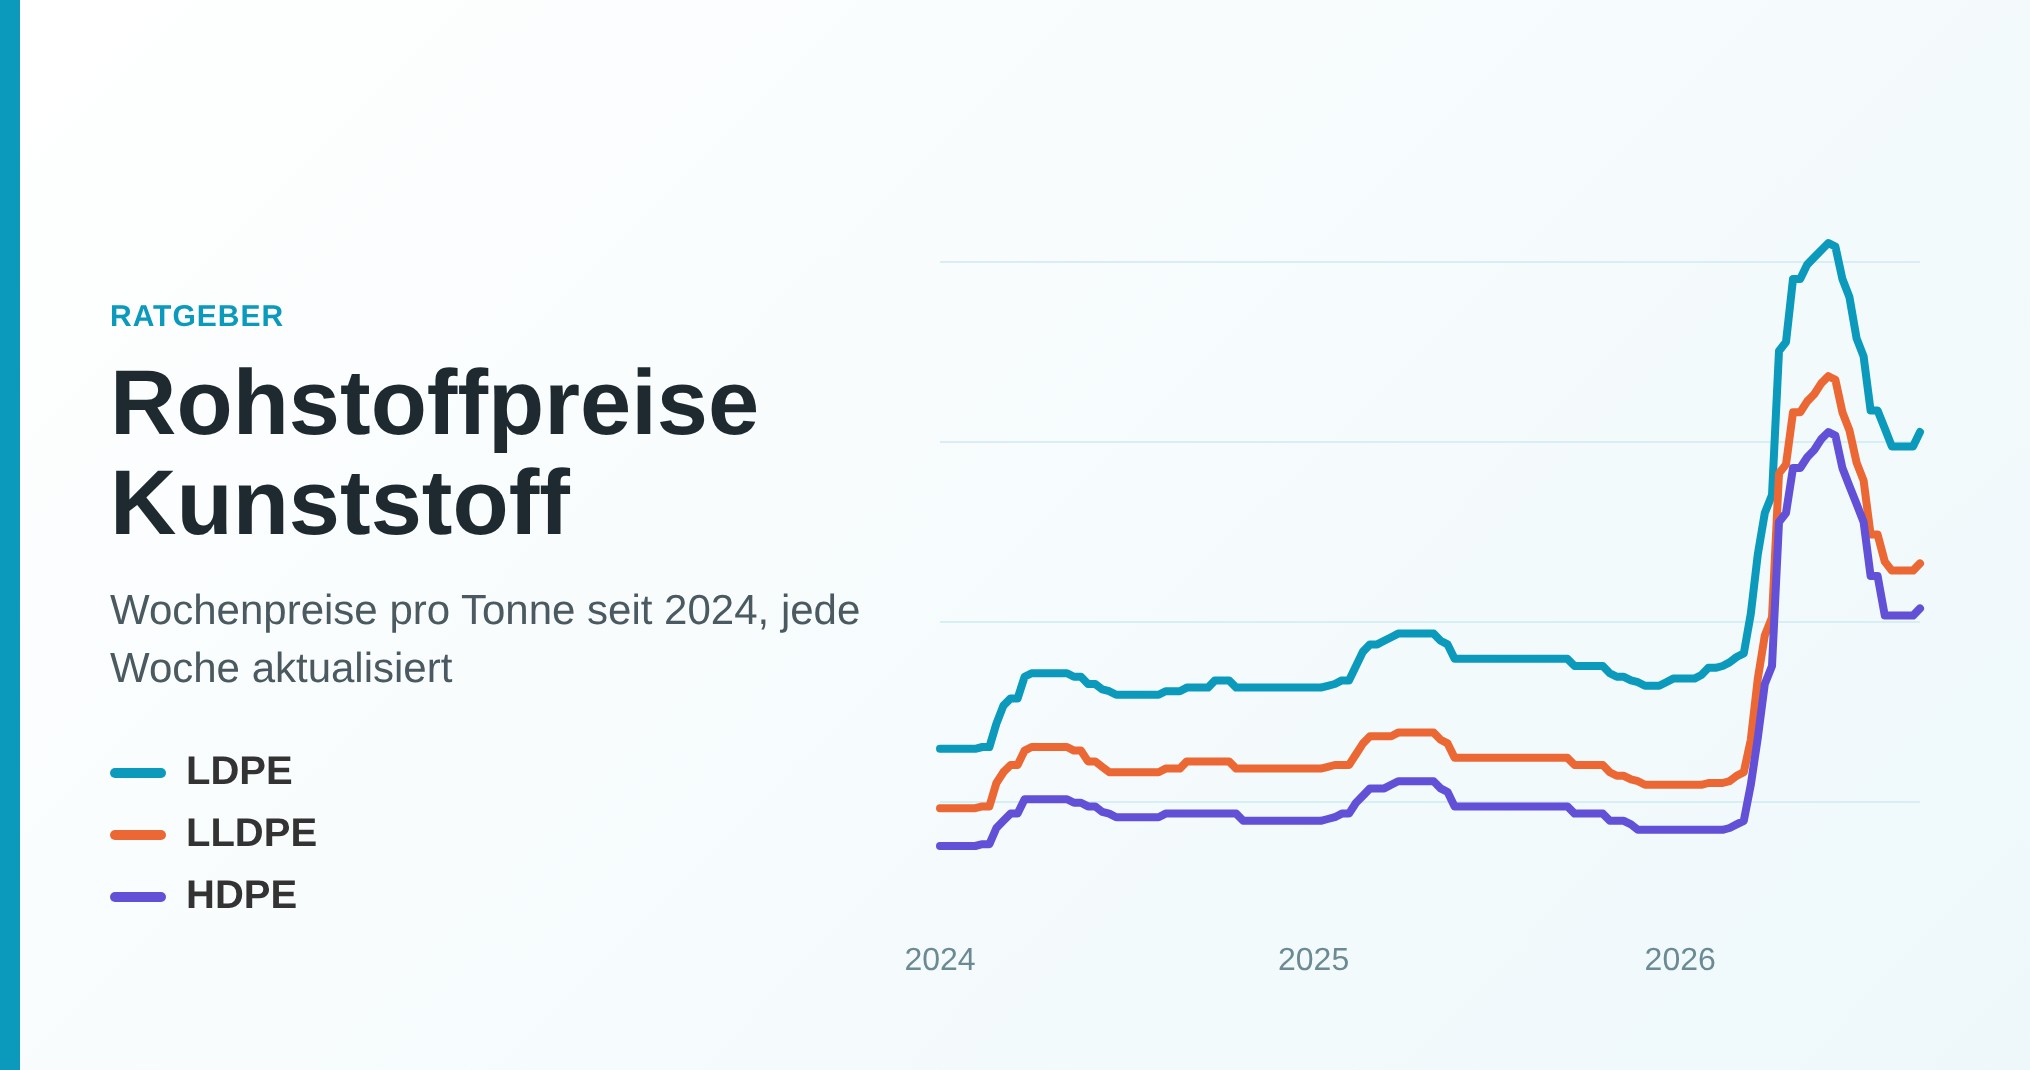 RATGEBER
Rohstoffpreise
Kunststoff
Wochenpreise pro Tonne seit 2024, jede
Woche aktualisiert
LDPE
LLDPE
HDPE
2024
2025
2026